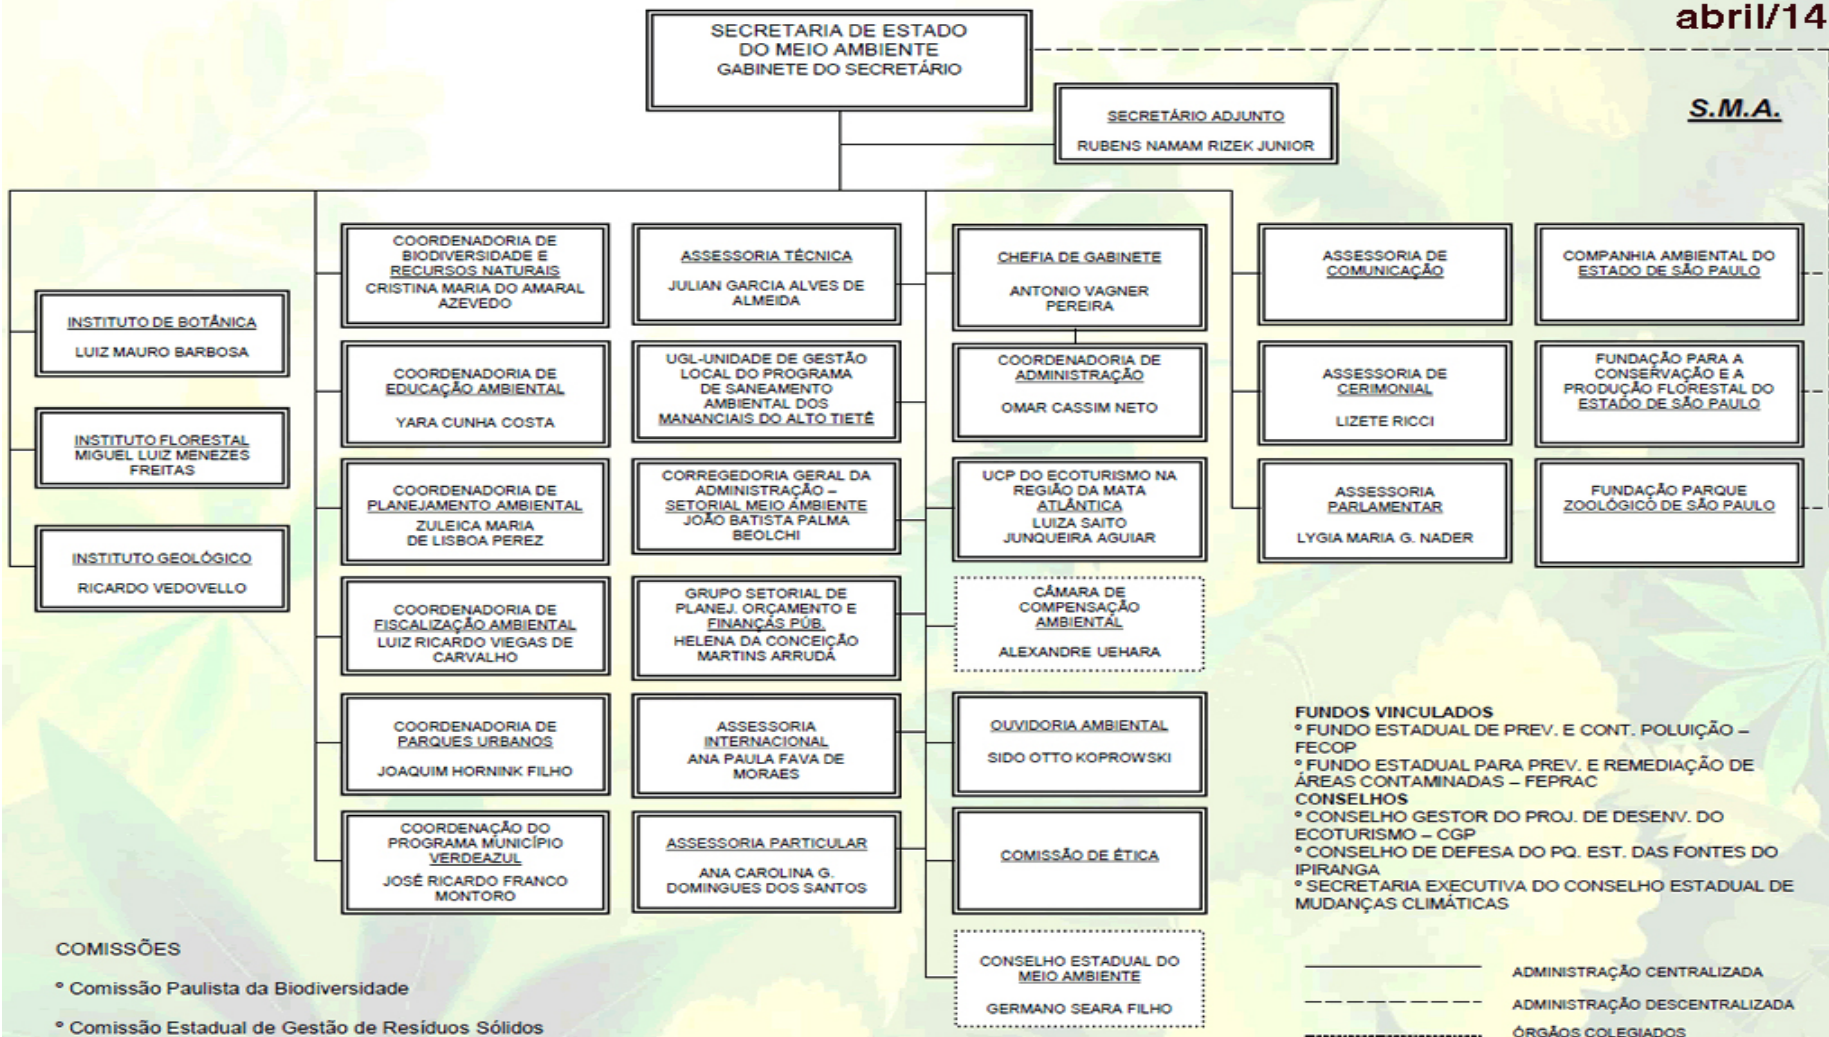 abril/14
SECRETARIA DE ESTADO
DO MEIO AMBIENTE
GABINETE DO SECRETÁRIO
SECRETÁRIO ADJUNTO
RUBENS NAMAM RIZEK JUNIOR
S.M.A.
INSTITUTO DE BOTÂNICA
LUIZ MAURO BARBOSA
INSTITUTO FLORESTAL
MIGUEL LUIZ MENEZES
FREITAS
INSTITUTO GEOLÓGICO
RICARDO VEDOVELLO
COORDENADORIA DE
BIODIVERSIDADE E
RECURSOS NATURAIS
CRISTINA MARIA DO AMARAL
AZEVEDO
COORDENADORIA DE
EDUCAÇÃO AMBIENTAL
YARA CUNHA COSTA
COORDENADORIA DE
PLANEJAMENTO AMBIENTAL
ZULEICA MARIA
DE LISBOA PEREZ
COORDENADORIA DE
FISCALIZAÇÃO AMBIENTAL
LUIZ RICARDO VIEGAS DE
CARVALHO
COORDENADORIA DE
PARQUES URBANOS
JOAQUIM HORNINK FILHO
COORDENAÇÃO DO
PROGRAMA MUNICÍPIO
VERDEAZUL
JOSÉ RICARDO FRANCO
MONTORO
ASSESSORIA TÉCNICA
JULIAN GARCIA ALVES DE
ALMEIDA
UGL-UNIDADE DE GESTÃO
LOCAL DO PROGRAMA
DE SANEAMENTO
AMBIENTAL DOS
MANANCIAIS DO ALTO TIETÊ
CORREGEDORIA GERAL DA
ADMINISTRAÇÃO –
SETORIAL MEIO AMBIENTE
JOÃO BATISTA PALMA
BEOLCHI
GRUPO SETORIAL DE
PLANEJ. ORÇAMENTO E
FINANÇAS PÚB.
HELENA DA CONCEIÇÃO
MARTINS ARRUDA
ASSESSORIA
INTERNACIONAL
ANA PAULA FAVA DE
MORAES
ASSESSORIA PARTICULAR
ANA CAROLINA G.
DOMINGUES DOS SANTOS
CHEFIA DE GABINETE
ANTONIO VAGNER
PEREIRA
COORDENADORIA DE
ADMINISTRAÇÃO
OMAR CASSIM NETO
UCP DO ECOTURISMO NA
REGIÃO DA MATA
ATLÂNTICA
LUIZA SAITO
JUNQUEIRA AGUIAR
CÂMARA DE
COMPENSAÇÃO
AMBIENTAL
ALEXANDRE UEHARA
OUVIDORIA AMBIENTAL
SIDO OTTO KOPROWSKI
COMISSÃO DE ÉTICA
CONSELHO ESTADUAL DO
MEIO AMBIENTE
GERMANO SEARA FILHO
ASSESSORIA DE
COMUNICAÇÃO
ASSESSORIA DE
CERIMONIAL
LIZETE RICCI
ASSESSORIA
PARLAMENTAR
LYGIA MARIA G. NADER
COMPANHIA AMBIENTAL DO
ESTADO DE SÃO PAULO
FUNDAÇÃO PARA A
CONSERVAÇÃO E A
PRODUÇÃO FLORESTAL DO
ESTADO DE SÃO PAULO
FUNDAÇÃO PARQUE
ZOOLÓGICO DE SÃO PAULO
FUNDOS VINCULADOS
° FUNDO ESTADUAL DE PREV. E CONT. POLUIÇÃO –
FECOP
° FUNDO ESTADUAL PARA PREV. E REMEDIAÇÃO DE
ÁREAS CONTAMINADAS – FEPRAC
CONSELHOS
° CONSELHO GESTOR DO PROJ. DE DESENV. DO
ECOTURISMO – CGP
° CONSELHO DE DEFESA DO PQ. EST. DAS FONTES DO
IPIRANGA
° SECRETARIA EXECUTIVA DO CONSELHO ESTADUAL DE
MUDANÇAS CLIMÁTICAS
COMISSÕES
° Comissão Paulista da Biodiversidade
° Comissão Estadual de Gestão de Resíduos Sólidos
ADMINISTRAÇÃO CENTRALIZADA
ADMINISTRAÇÃO DESCENTRALIZADA
ÓRGÃOS COLEGIADOS